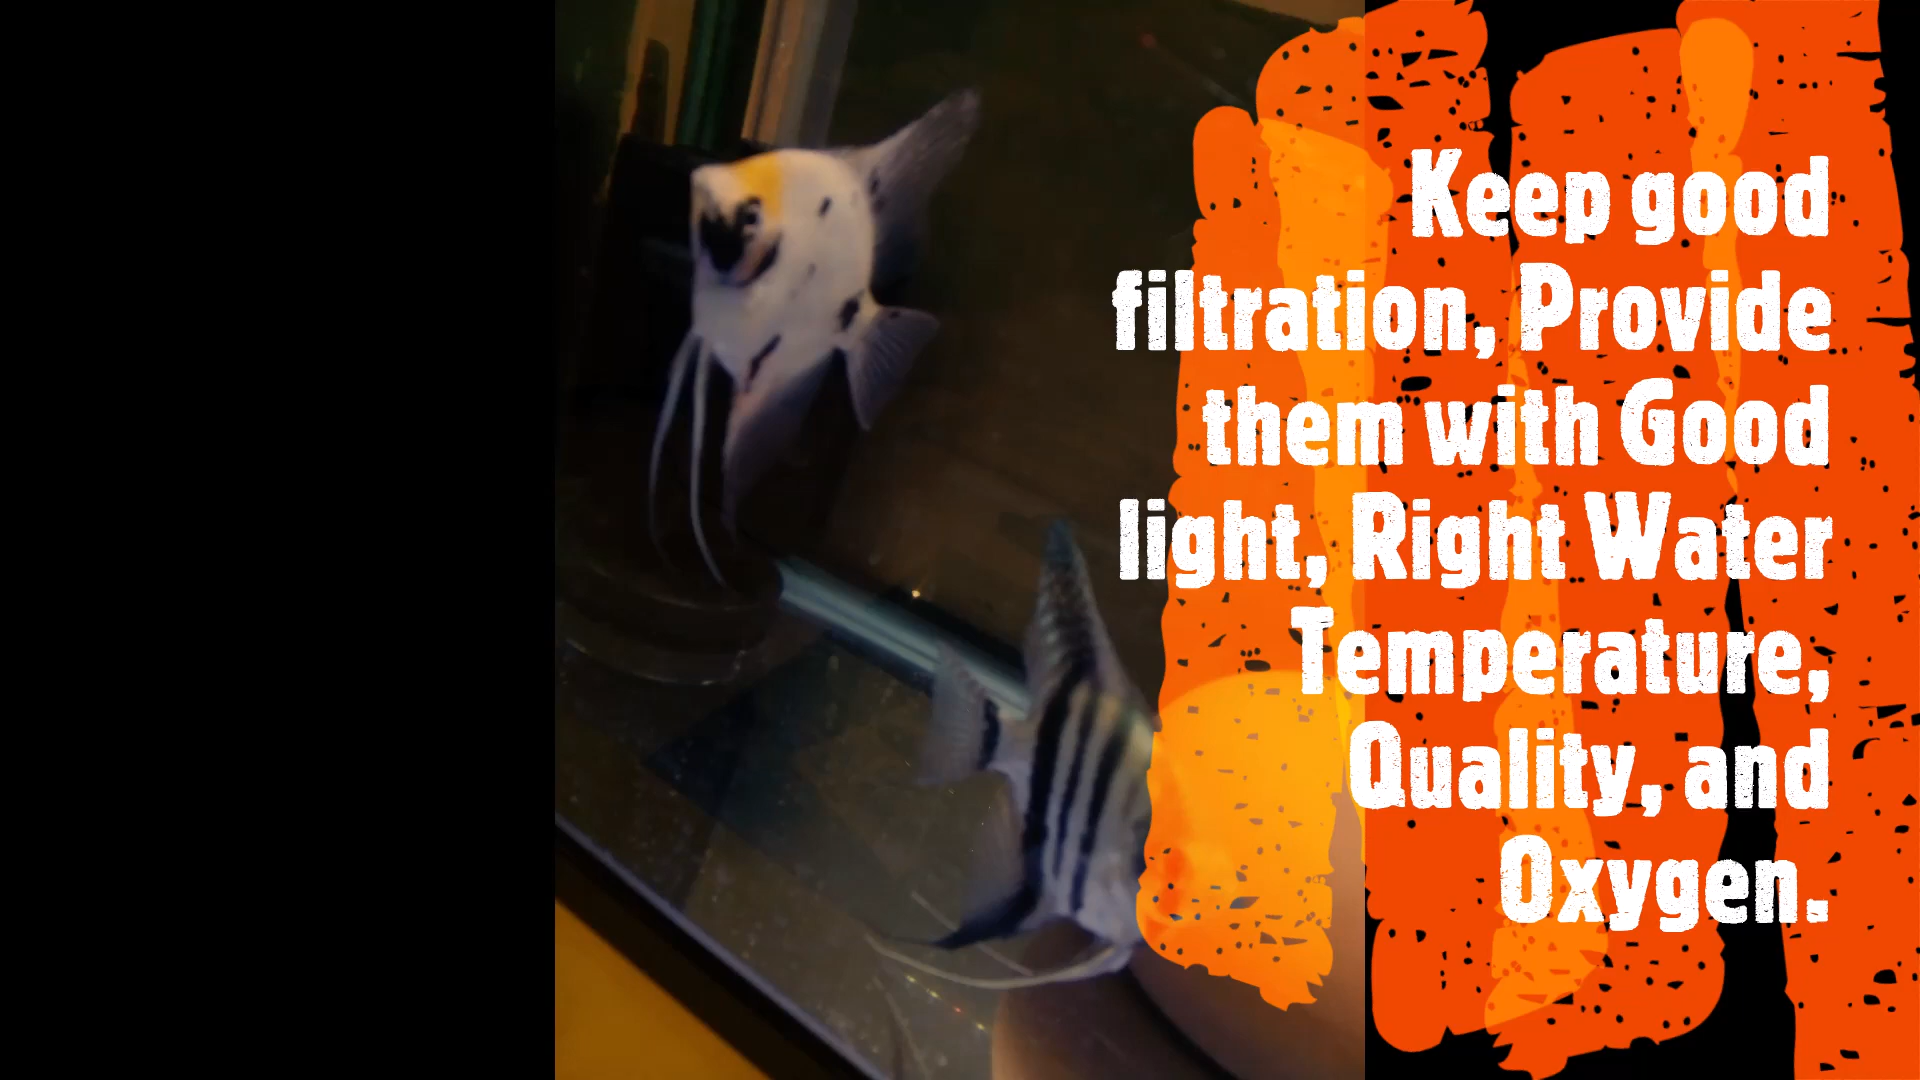 Keep good
filtration, Provide
them with Good
light, Right Water
Temperature,
Quality, and
Oxygen.